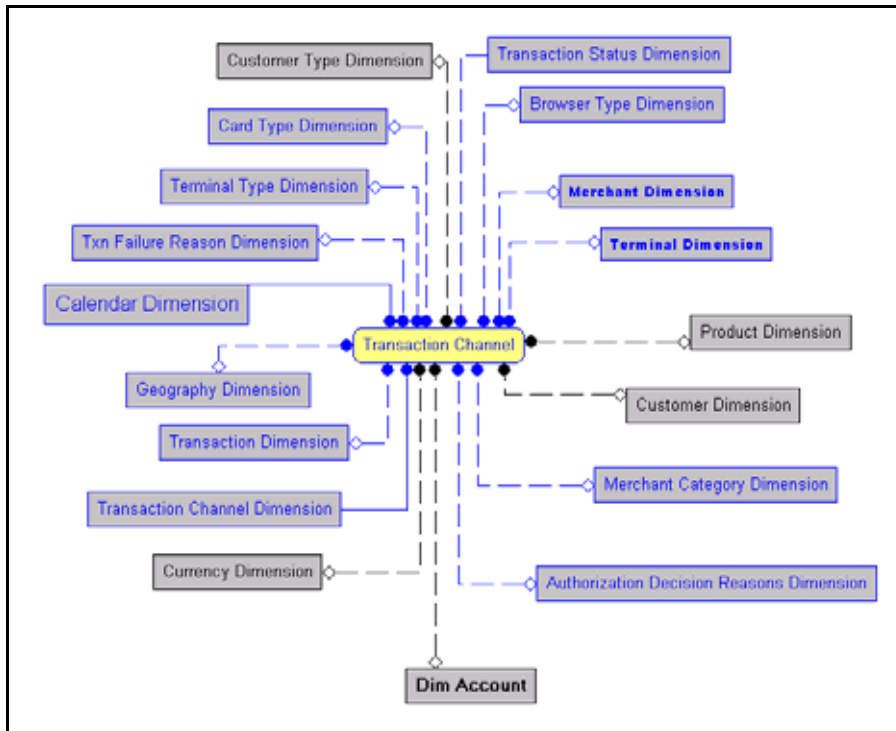 Customer Type Dimension
Transaction Status Dimension
Browser Type Dimension
Card Type Dimension
Terminal Type Dimension
Merchant Dimension
Txn Failure Reason Dimension
Terminal Dimension
Calendar Dimension
Transaction Channel
Product Dimension
Geography Dimension
Customer Dimension
Transaction Dimension
Merchant Category Dimension
Transaction Channel Dimension
Currency Dimension
Authorization Decision Reasons Dimension
Dim Account